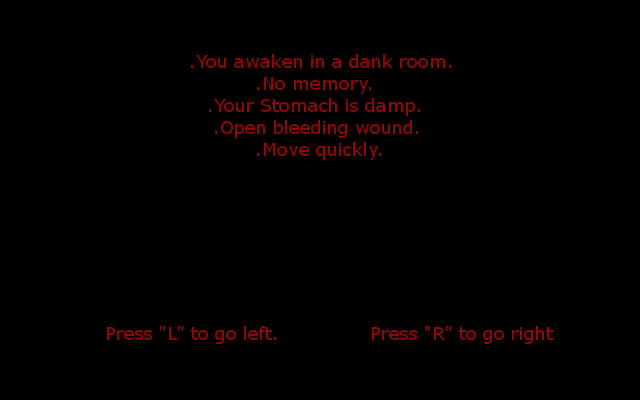 .You awaken in a dank room.
.No memory.
.Your Stomach is damp.
.Open bleeding wound.
.Move quickly.
Press "L" to go left.
Press "R" to go right